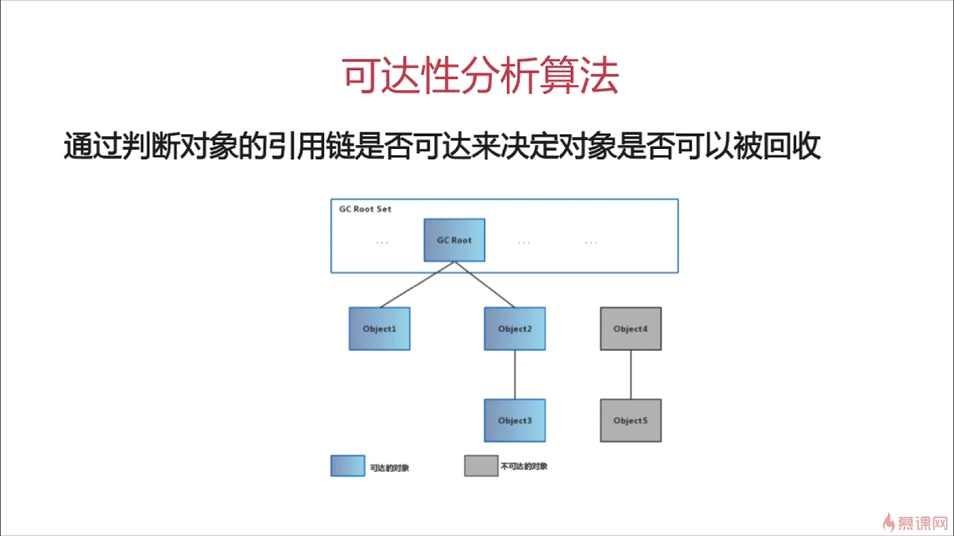 可达性分析算法
通过判断对象的引用链是否可达来决定对象是否可以被回收
GC Root Set
... GC Root ... ...
Object1 Object2 Object4
Object3 Object5
可达的对象 不可达的对象
慕课网